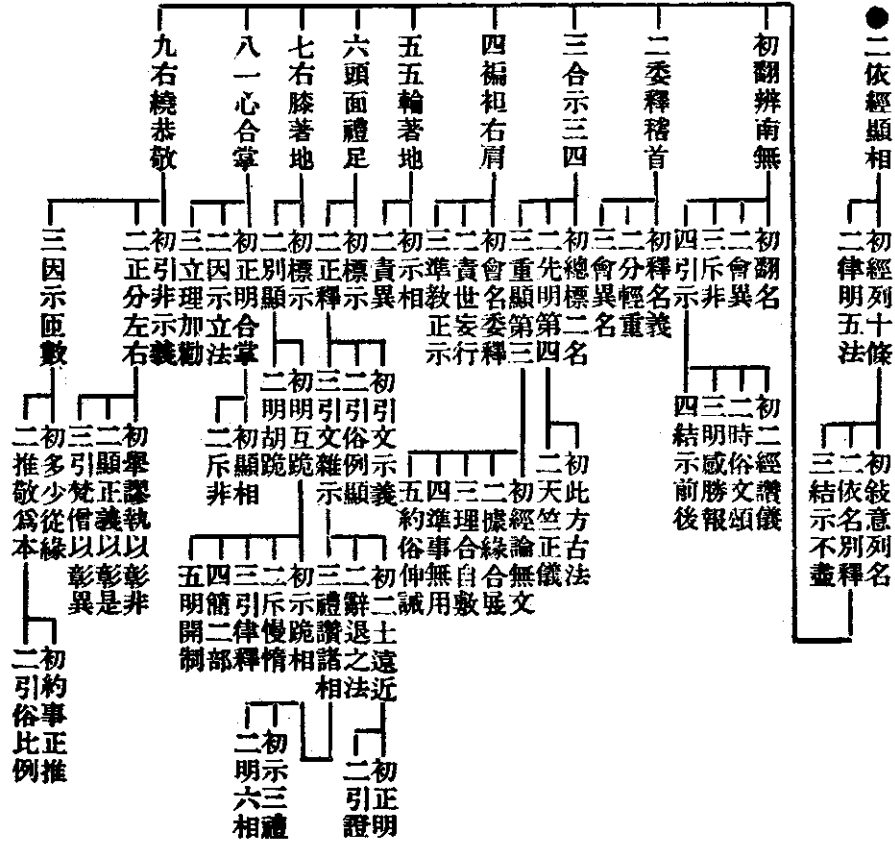 ●二依經顯相
初經列十條
二律明五法
初敍意列名
二依名別釋
三結示不盡
初翻辨南無
初翻名
二會異
三斥非
四引示
初二經讚儀
二時俗文頌
三明感勝報
四結示前後
二委釋稽首
初釋名義
二分輕重
三會異名
三合示三四
初總標二名
二先明第四
三重顯第三
初此方古法
二天竺正儀
初經論無文
二據緣合展
三理合自敷
四準事無用
五約俗伸誡
四褊袒右肩
初會名委釋
二責世妄行
三準教正示
五五輪著地
初示相
二責異
六頭面禮足
初標示
二正釋
初引文示義
二引俗例顯
三引文雜示
初二士遠近
二辭退之法
三禮讚諸相
初正明
二引證
初示三禮
二明六相
七右膝著地
初標示
二別顯
初明互跪
二明胡跪
初示跪相
二斥慢惰
三引律釋
四簡二部
五明開制
八一心合掌
初正明合掌
二因示立法
三立理加勸
初顯相
二斥非
九右繞恭敬
初引非示義
二正分左右
三因示匝數
初舉謬執以彰非
二顯正義以彰是
三引梵僧以彰異
初多少從緣
二推敬爲本
初約事正推
二引俗比例